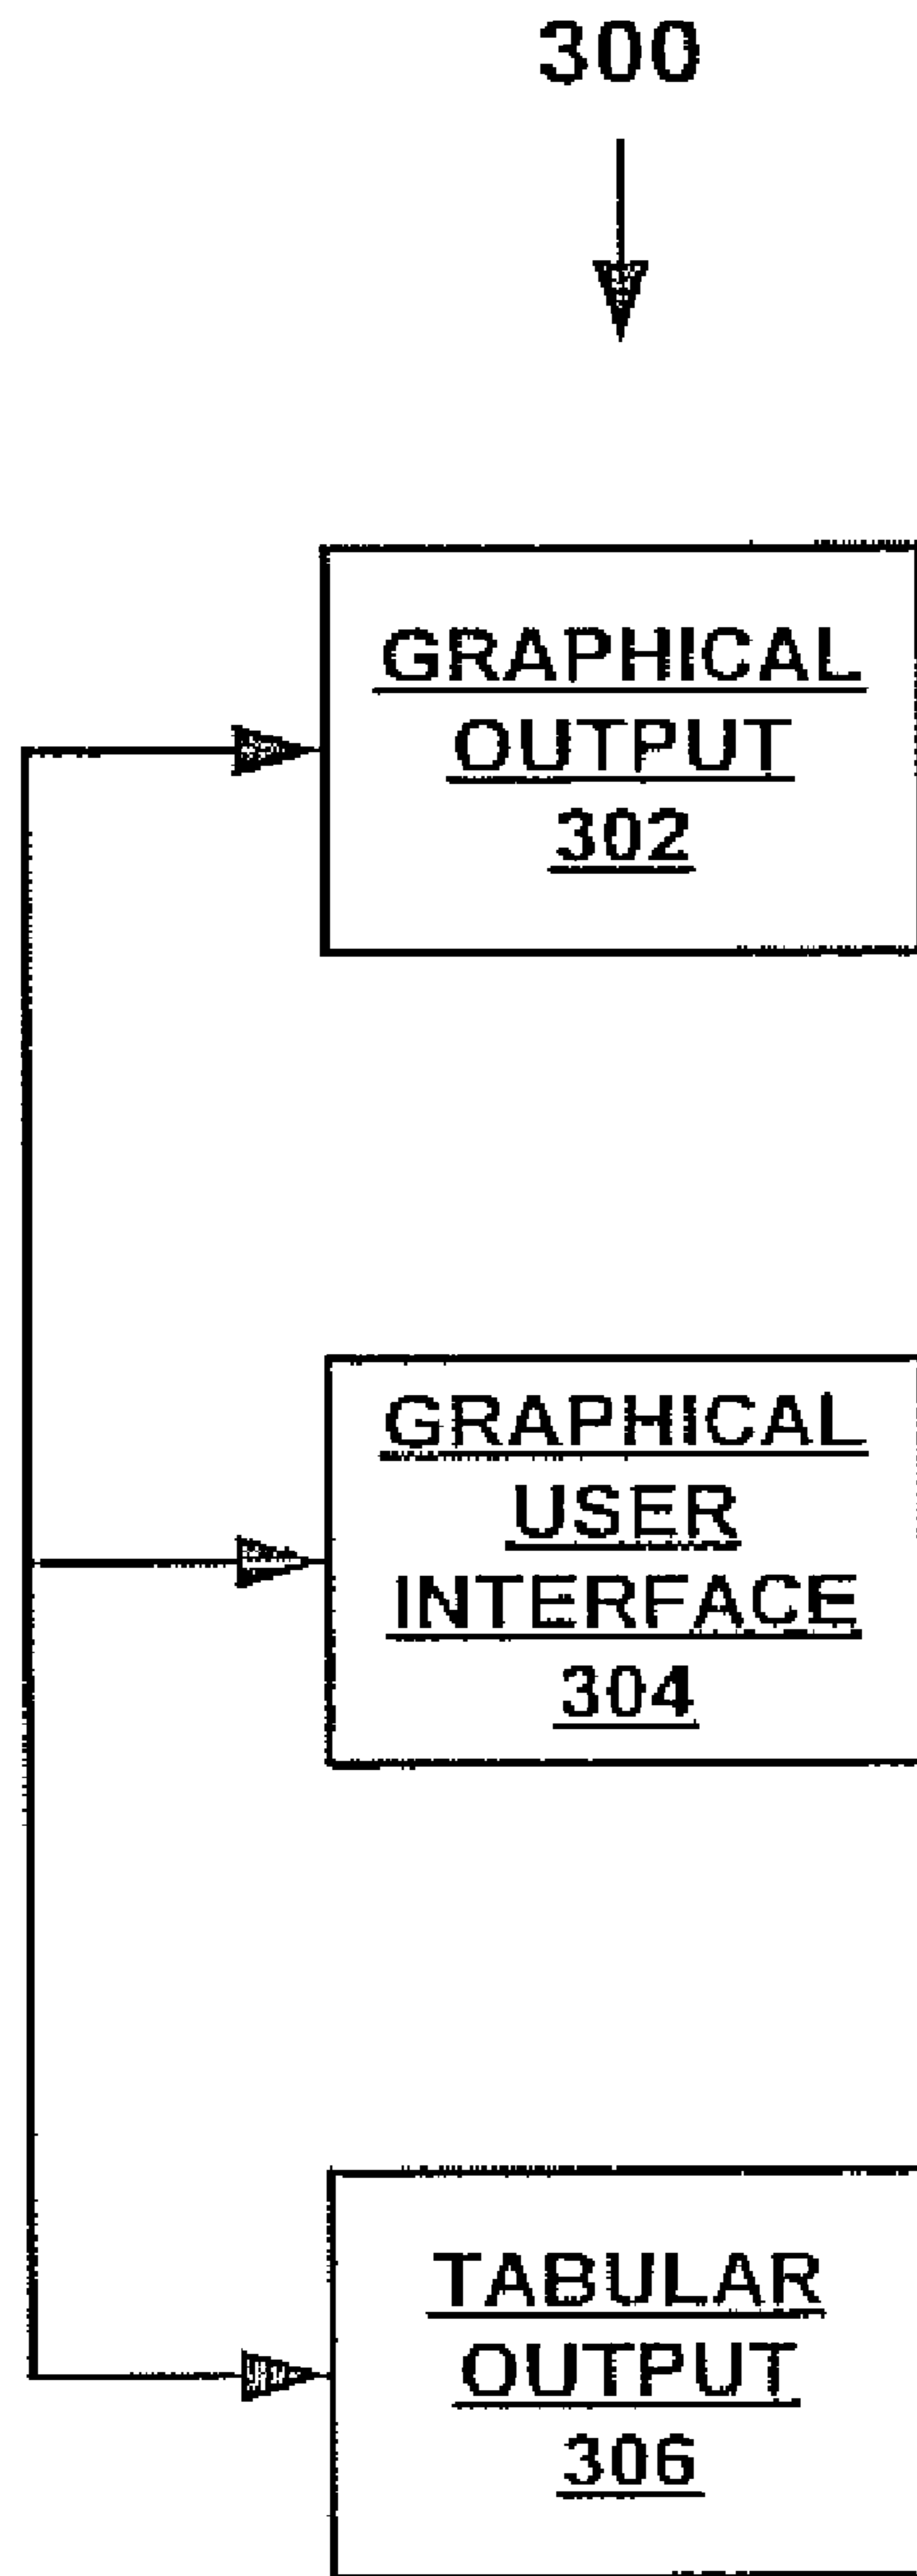 300
GRAPHICAL
OUTPUT
302
GRAPHICAL
USER
INTERFACE
304
TABULAR
OUTPUT
306